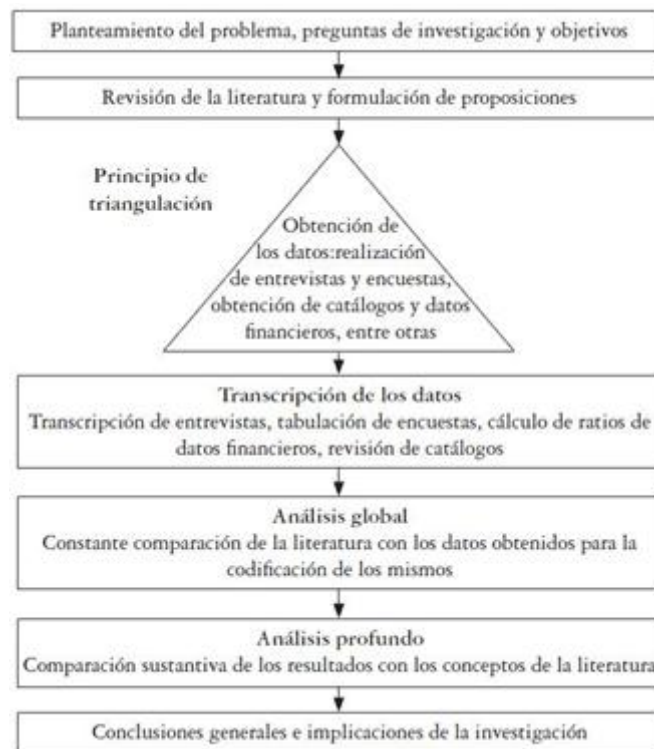 Planteamiento del problema, preguntas de investigación y objetivos
Revisión de la literatura y formulación de proposiciones
Principio de
triangulación
Obtención de
los datos:realización
de entrevistas y encuestas,
obtención de catálogos y datos
financieros, entre otras
Transcripción de los datos
Transcripción de entrevistas, tabulación de encuestas, cálculo de ratios de
datos financieros, revisión de catálogos
Análisis global
Constante comparación de la literatura con los datos obtenidos para la
codificación de los mismos
Análisis profundo
Comparación sustantiva de los resultados con los conceptos de la literatura
Conclusiones generales e implicaciones de la investigación